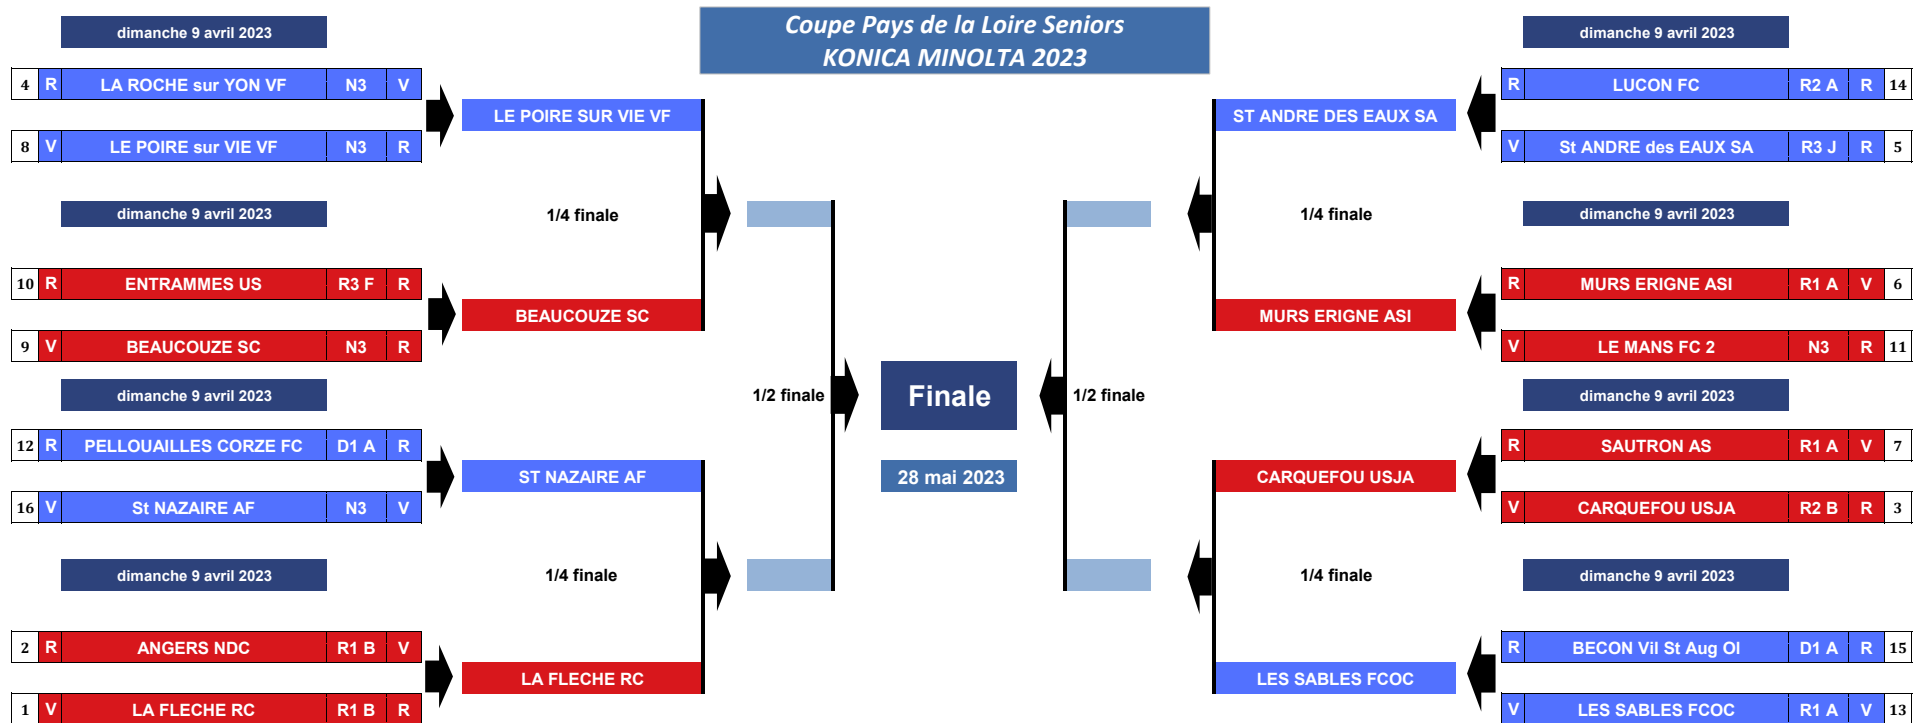 Coupe Pays de la Loire Seniors
KONICA MINOLTA 2023
dimanche 9 avril 2023
4 R LA ROCHE sur YON VF N3 V
8 V LE POIRE sur VIE VF N3 R
LE POIRE SUR VIE VF
dimanche 9 avril 2023
1/4 finale
10 R ENTRAMMES US R3 F R
9 V BEAUCOUZE SC N3 R
BEAUCOUZE SC
dimanche 9 avril 2023
1/2 finale
12 R PELLOUAILLES CORZE FC D1 A R
16 V St NAZAIRE AF N3 V
ST NAZAIRE AF
dimanche 9 avril 2023
1/4 finale
2 R ANGERS NDC R1 B V
1 V LA FLECHE RC R1 B R
LA FLECHE RC
Finale
28 mai 2023
dimanche 9 avril 2023
R LUCON FC R2 A R 14
V St ANDRE des EAUX SA R3 J R 5
ST ANDRE DES EAUX SA
1/4 finale
dimanche 9 avril 2023
R MURS ERIGNE ASI R1 A V 6
V LE MANS FC 2 N3 R 11
MURS ERIGNE ASI
1/2 finale
dimanche 9 avril 2023
R SAUTRON AS R1 A V 7
V CARQUEFOU USJA R2 B R 3
CARQUEFOU USJA
1/4 finale
dimanche 9 avril 2023
R BECON Vil St Aug Ol D1 A R 15
V LES SABLES FCOC R1 A V 13
LES SABLES FCOC